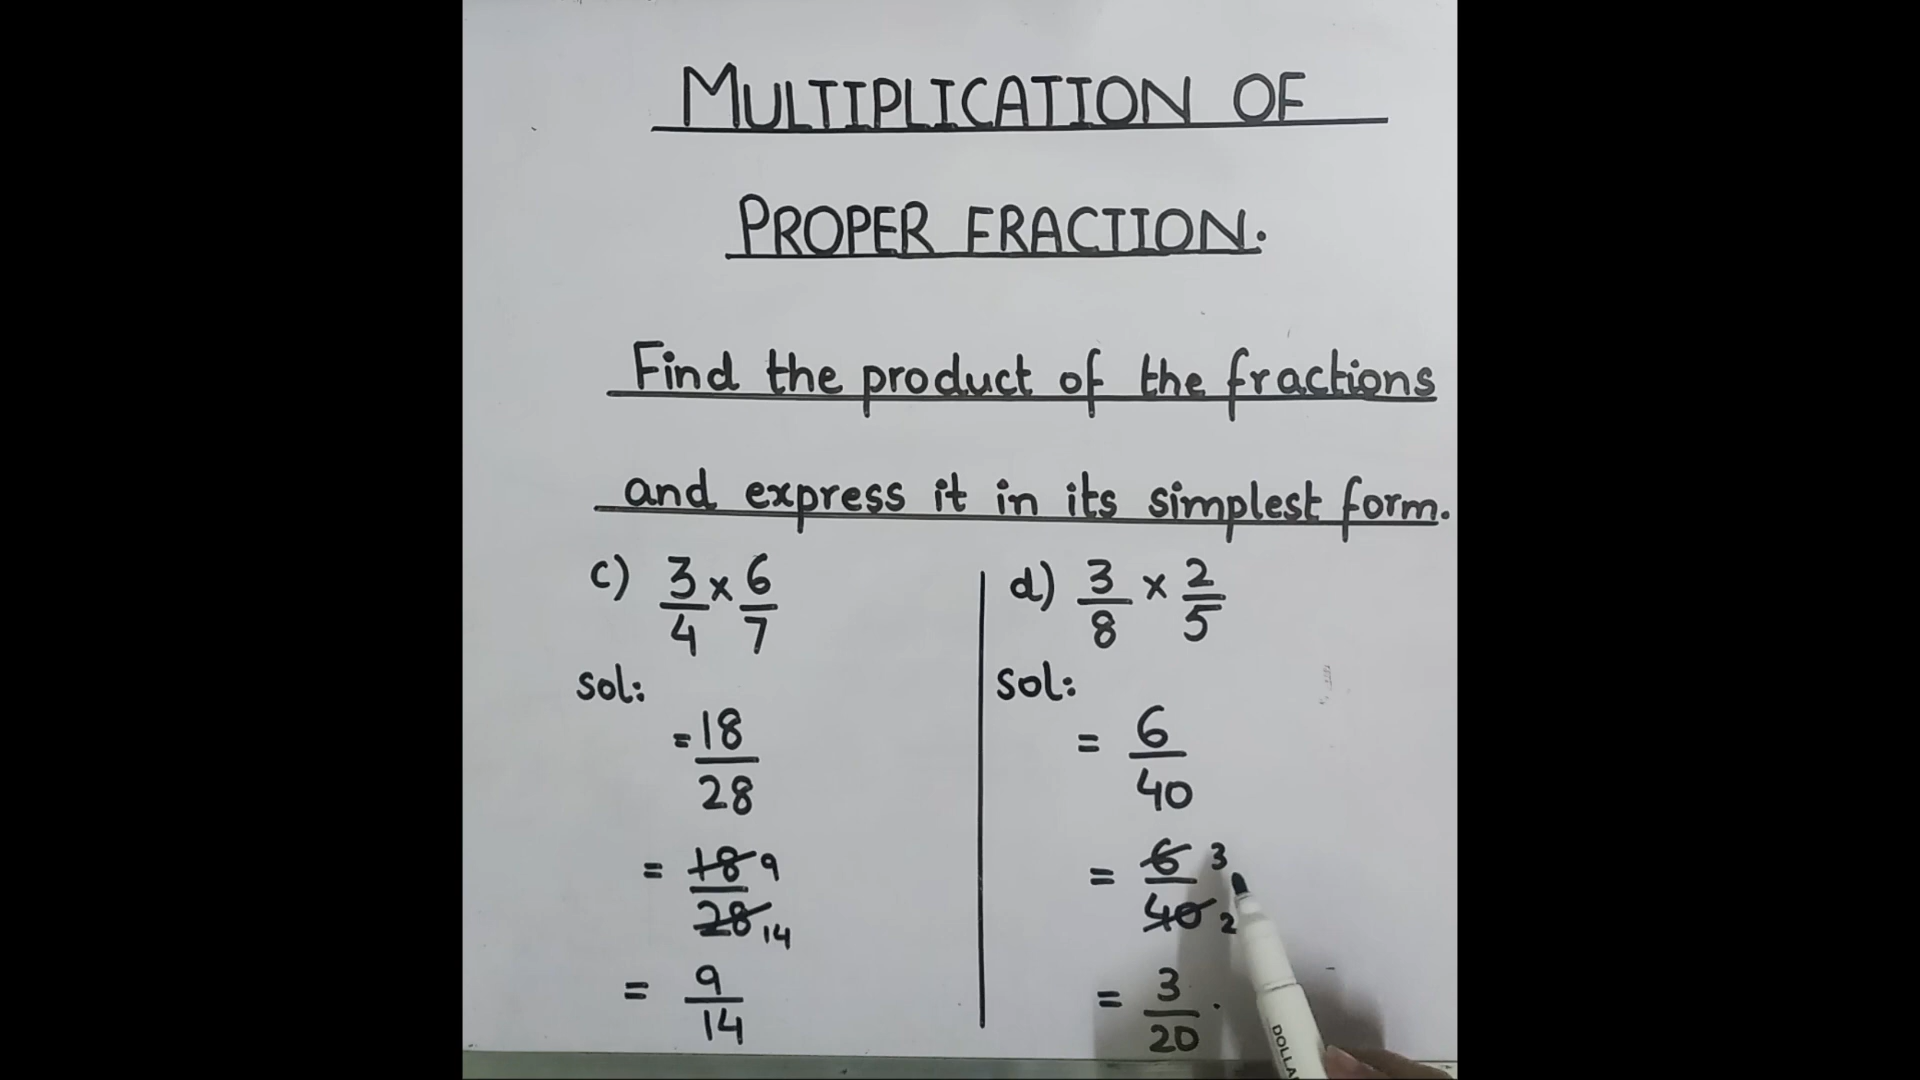 MULTIPLICATION OF
PROPER FRACTION.
Find the product of the fractions
and express it in its simplest form.
c) 3/4 × 6/7
sol:
= 18/28
= 18/28 9 14
= 9/14
d) 3/8 × 2/5
sol:
= 6/40
= 6/40 3 2
= 3/20.